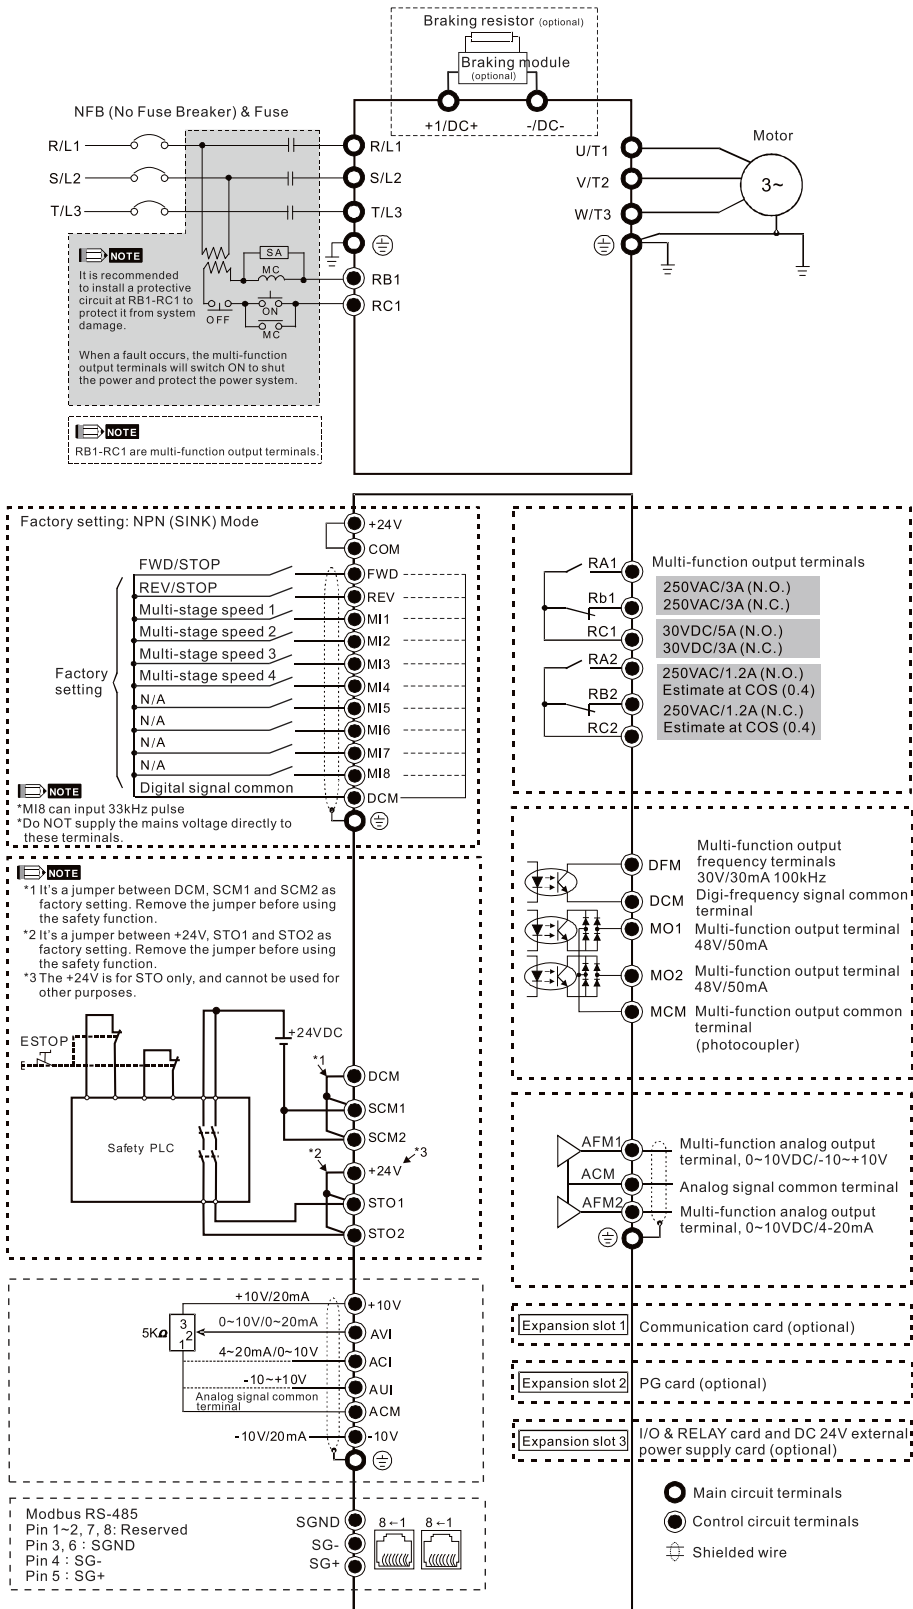 Braking resistor (optional)
Braking module
(optional)
+1/DC+
-/DC-
NFB (No Fuse Breaker) & Fuse
R/L1
S/L2
T/L3
R/L1
S/L2
T/L3
RB1
RC1
SA
MC
OFF
ON
MC
U/T1
V/T2
W/T3
Motor
3~
NOTE
It is recommended
to install a protective
circuit at RB1-RC1 to
protect it from system
damage.
When a fault occurs, the multi-function
output terminals will switch ON to shut
the power and protect the power system.
NOTE
RB1-RC1 are multi-function output terminals.
Factory setting: NPN (SINK) Mode
+24V
COM
FWD/STOP
FWD
REV/STOP
REV
Multi-stage speed 1
MI1
Multi-stage speed 2
MI2
Multi-stage speed 3
MI3
Multi-stage speed 4
MI4
N/A
MI5
N/A
MI6
N/A
MI7
N/A
MI8
Digital signal common
DCM
Factory
setting
NOTE
*MI8 can input 33kHz pulse
*Do NOT supply the mains voltage directly to
these terminals.
RA1
Rb1
RC1
RA2
RB2
RC2
Multi-function output terminals
250VAC/3A (N.O.)
250VAC/3A (N.C.)
30VDC/5A (N.O.)
30VDC/3A (N.C.)
250VAC/1.2A (N.O.)
Estimate at COS (0.4)
250VAC/1.2A (N.C.)
Estimate at COS (0.4)
NOTE
*1 It's a jumper between DCM, SCM1 and SCM2 as
factory setting. Remove the jumper before using
the safety function.
*2 It's a jumper between +24V, STO1 and STO2 as
factory setting. Remove the jumper before using
the safety function.
*3 The +24V is for STO only, and cannot be used for
other purposes.
ESTOP
+24VDC
Safety PLC
*1
DCM
SCM1
SCM2
*2
+24V
*3
STO1
STO2
DFM
Multi-function output
frequency terminals
30V/30mA 100kHz
DCM
Digi-frequency signal common
terminal
MO1
Multi-function output terminal
48V/50mA
MO2
Multi-function output terminal
48V/50mA
MCM
Multi-function output common
terminal
(photocoupler)
AFM1
Multi-function analog output
terminal, 0~10VDC/-10~+10V
ACM
Analog signal common terminal
AFM2
Multi-function analog output
terminal, 0~10VDC/4-20mA
+10V/20mA
+10V
5KΩ
3
2
1
0~10V/0~20mA
AVI
4~20mA/0~10V
ACI
-10~+10V
AUI
Analog signal common
terminal
ACM
-10V/20mA
-10V
Expansion slot 1
Communication card (optional)
Expansion slot 2
PG card (optional)
Expansion slot 3
I/O & RELAY card and DC 24V external
power supply card (optional)
Modbus RS-485
Pin 1~2, 7, 8: Reserved
Pin 3, 6 : SGND
Pin 4 : SG-
Pin 5 : SG+
SGND
SG-
SG+
8←1
8←1
Main circuit terminals
Control circuit terminals
Shielded wire